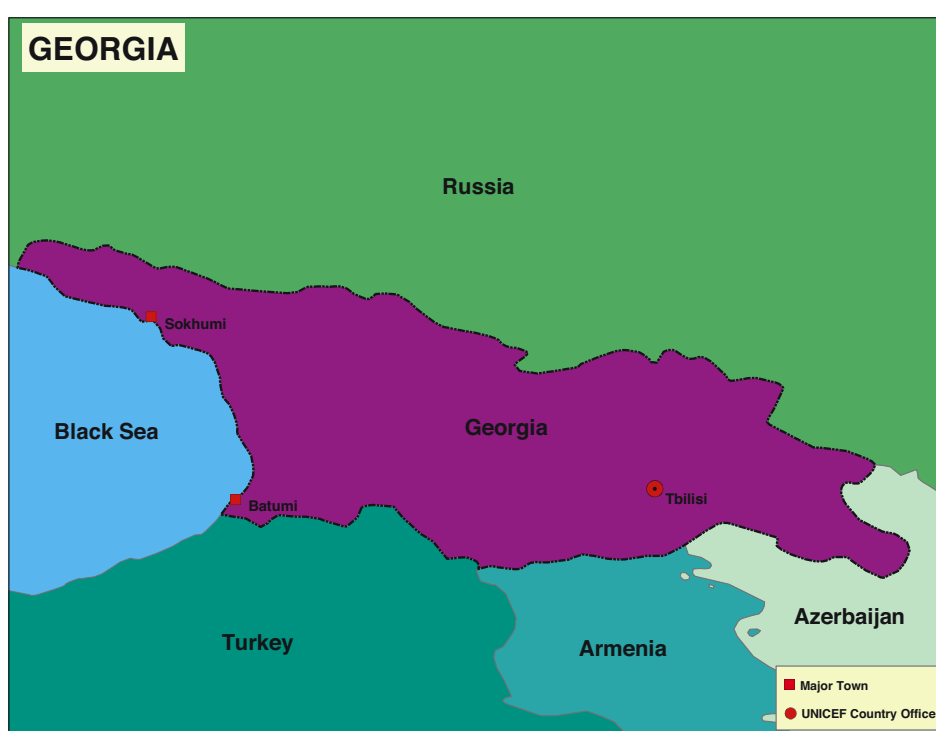 GEORGIA
Russia
Sokhumi
Black Sea
Georgia
Tbilisi
Batumi
Azerbaijan
Turkey
Armenia
Major Town
UNICEF Country Office